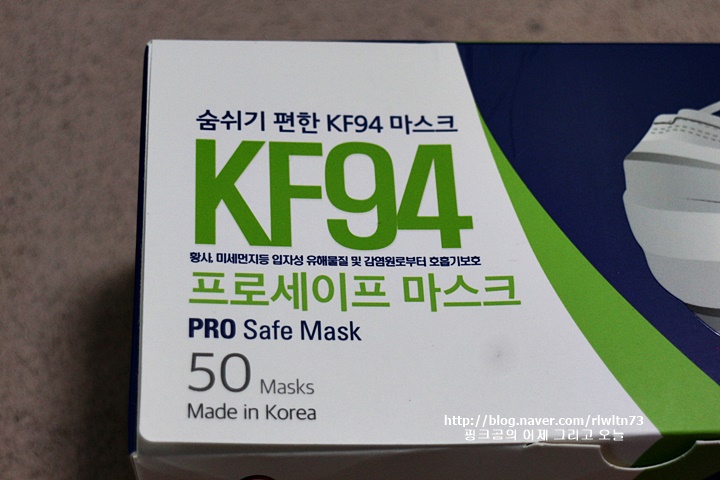 숨쉬기 편한 KF94 마스크
KF94
황사, 미세먼지등 입자성 유해물질 및 감염원로부터 호흡기보호
프로세이프 마스크
PRO Safe Mask
50 Masks
Made in Korea
http://blog.naver.com/rlwltn73
핑크공의 어제 그리고 오늘